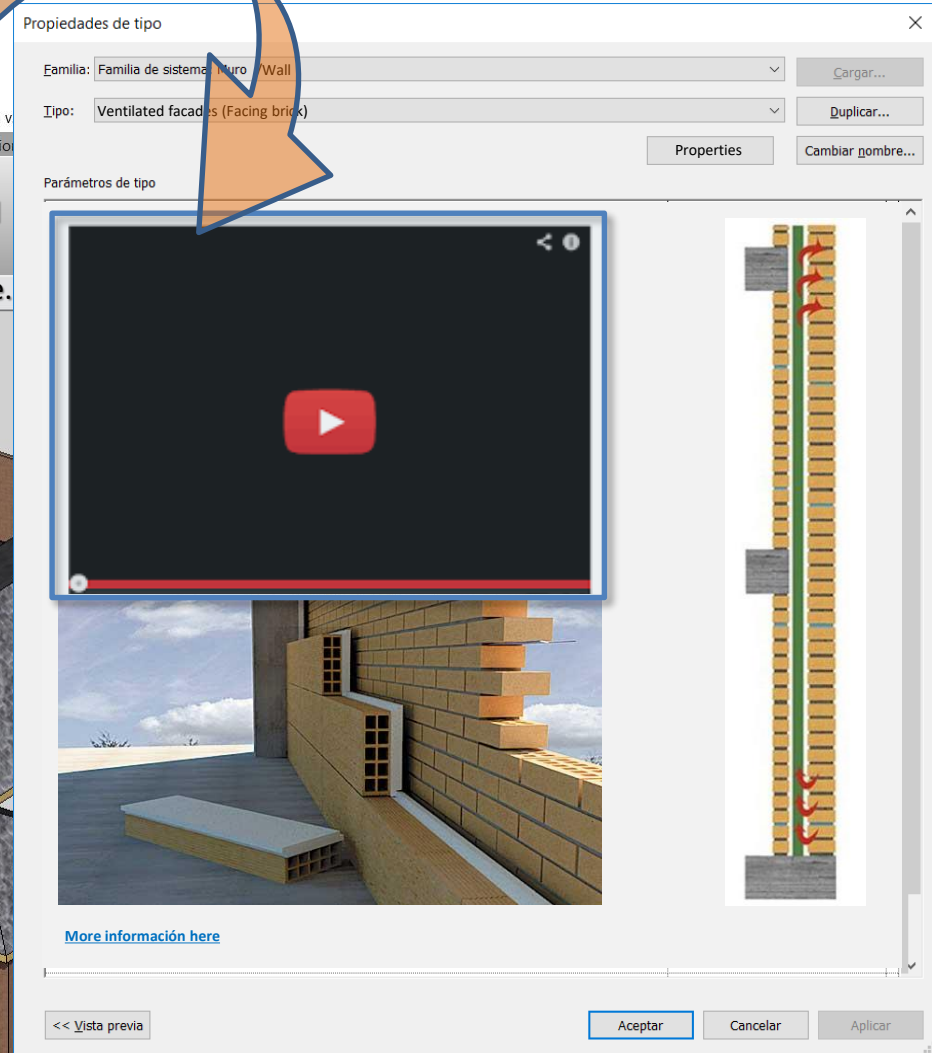 Propiedades de tipo
Familia: Familia de sistema: Muro /Wall
Cargar...
Tipo: Ventilated facades (Facing brick)
Duplicar...
Properties
Cambiar nombre...
Parámetros de tipo
More información here
<< Vista previa
Aceptar
Cancelar
Aplicar